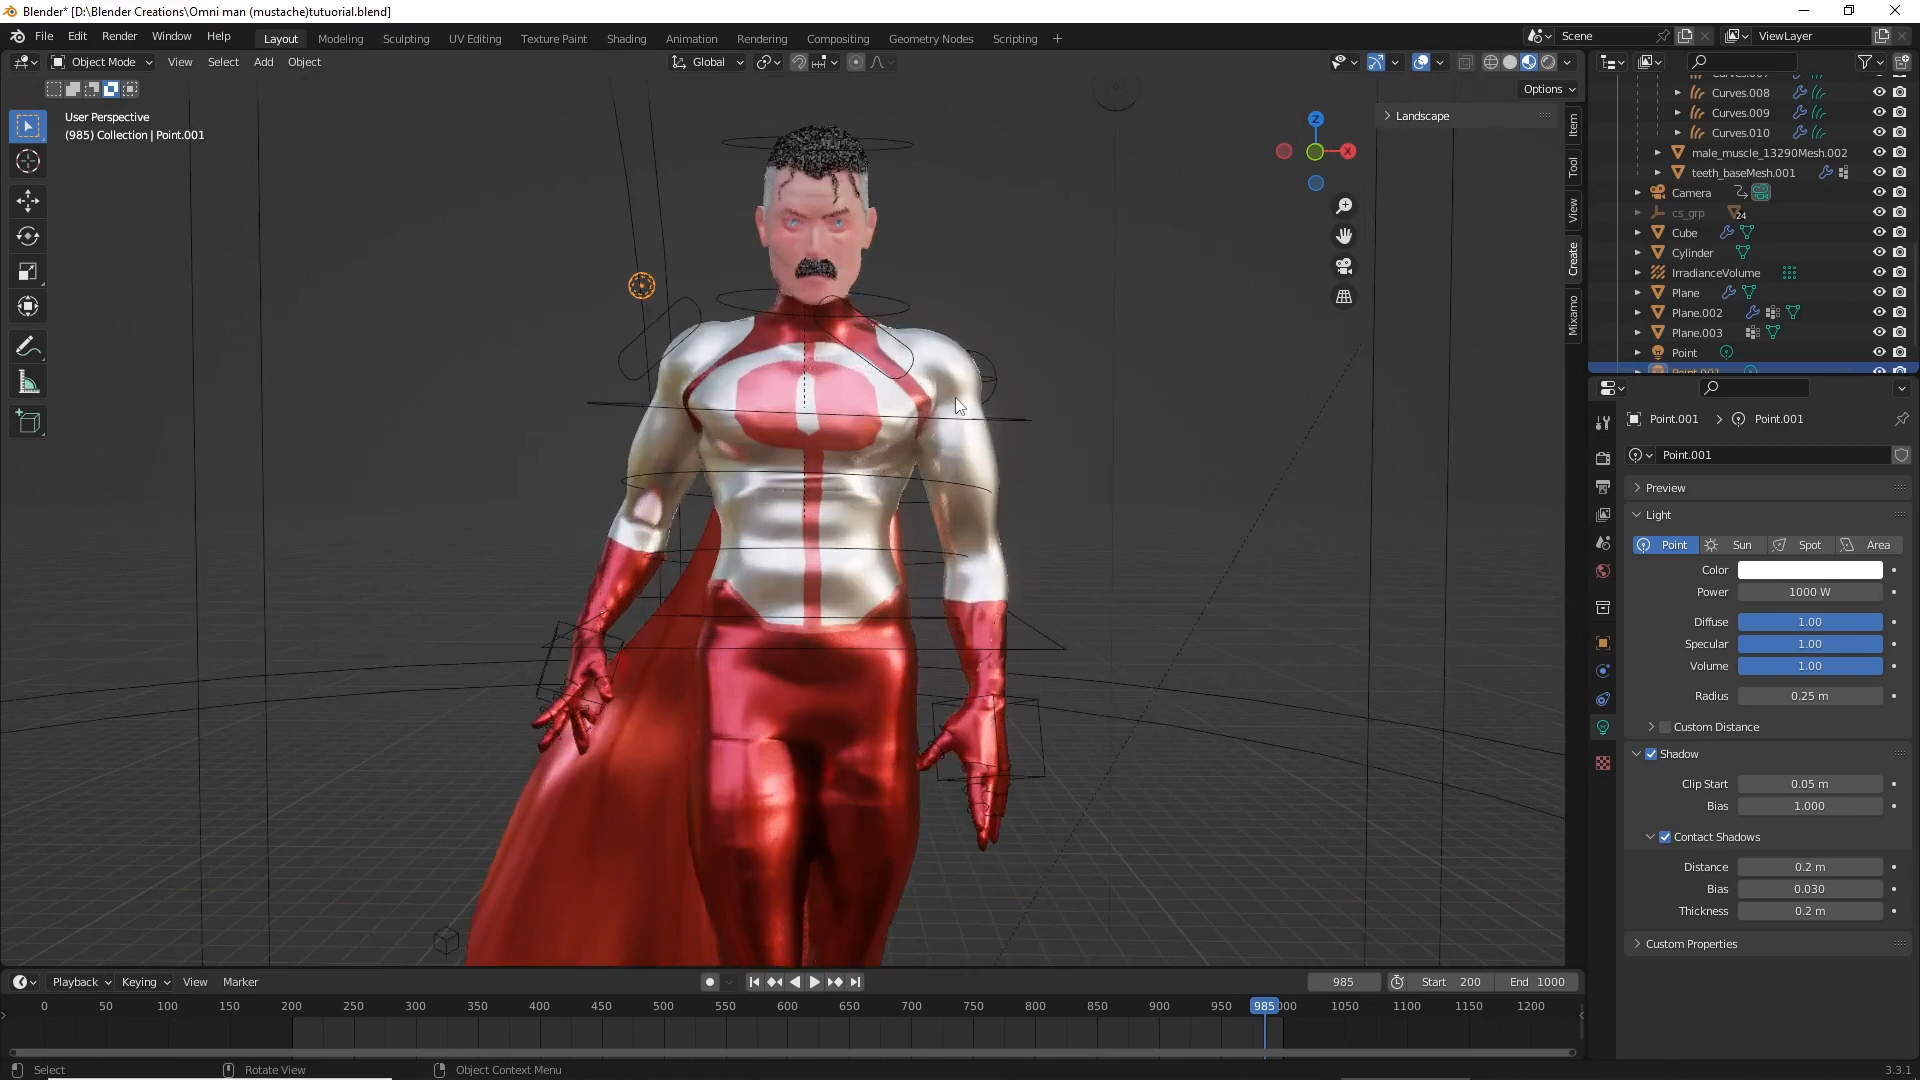 Blender* [D:\Blender Creations\Omni man (mustache)tutuorial.blend]
File Edit Render Window Help
Layout Modeling Sculpting UV Editing Texture Paint Shading Animation Rendering Compositing Geometry Nodes Scripting +
Scene
ViewLayer
Object Mode View Select Add Object
Global
Options
User Perspective
(985) Collection | Point.001
Landscape
Z
X
Item
Tool
View
Create
Mixamo
Curves.008
Curves.009
Curves.010
male_muscle_13290Mesh.002
teeth_baseMesh.001
Camera
cs_grp 24
Cube
Cylinder
IrradianceVolume
Plane
Plane.002
Plane.003
Point
Point.001
Point.001 > Point.001
Point.001
Preview
Light
Point Sun Spot Area
Color
Power 1000 W
Diffuse 1.00
Specular 1.00
Volume 1.00
Radius 0.25 m
Custom Distance
Shadow
Clip Start 0.05 m
Bias 1.000
Contact Shadows
Distance 0.2 m
Bias 0.030
Thickness 0.2 m
Custom Properties
Playback Keying View Marker
985 Start 200 End 1000
0 50 100 150 200 250 300 350 400 450 500 550 600 650 700 750 800 850 900 950 985 000 1050 1100 1150 1200
Select Rotate View Object Context Menu
3.3.1